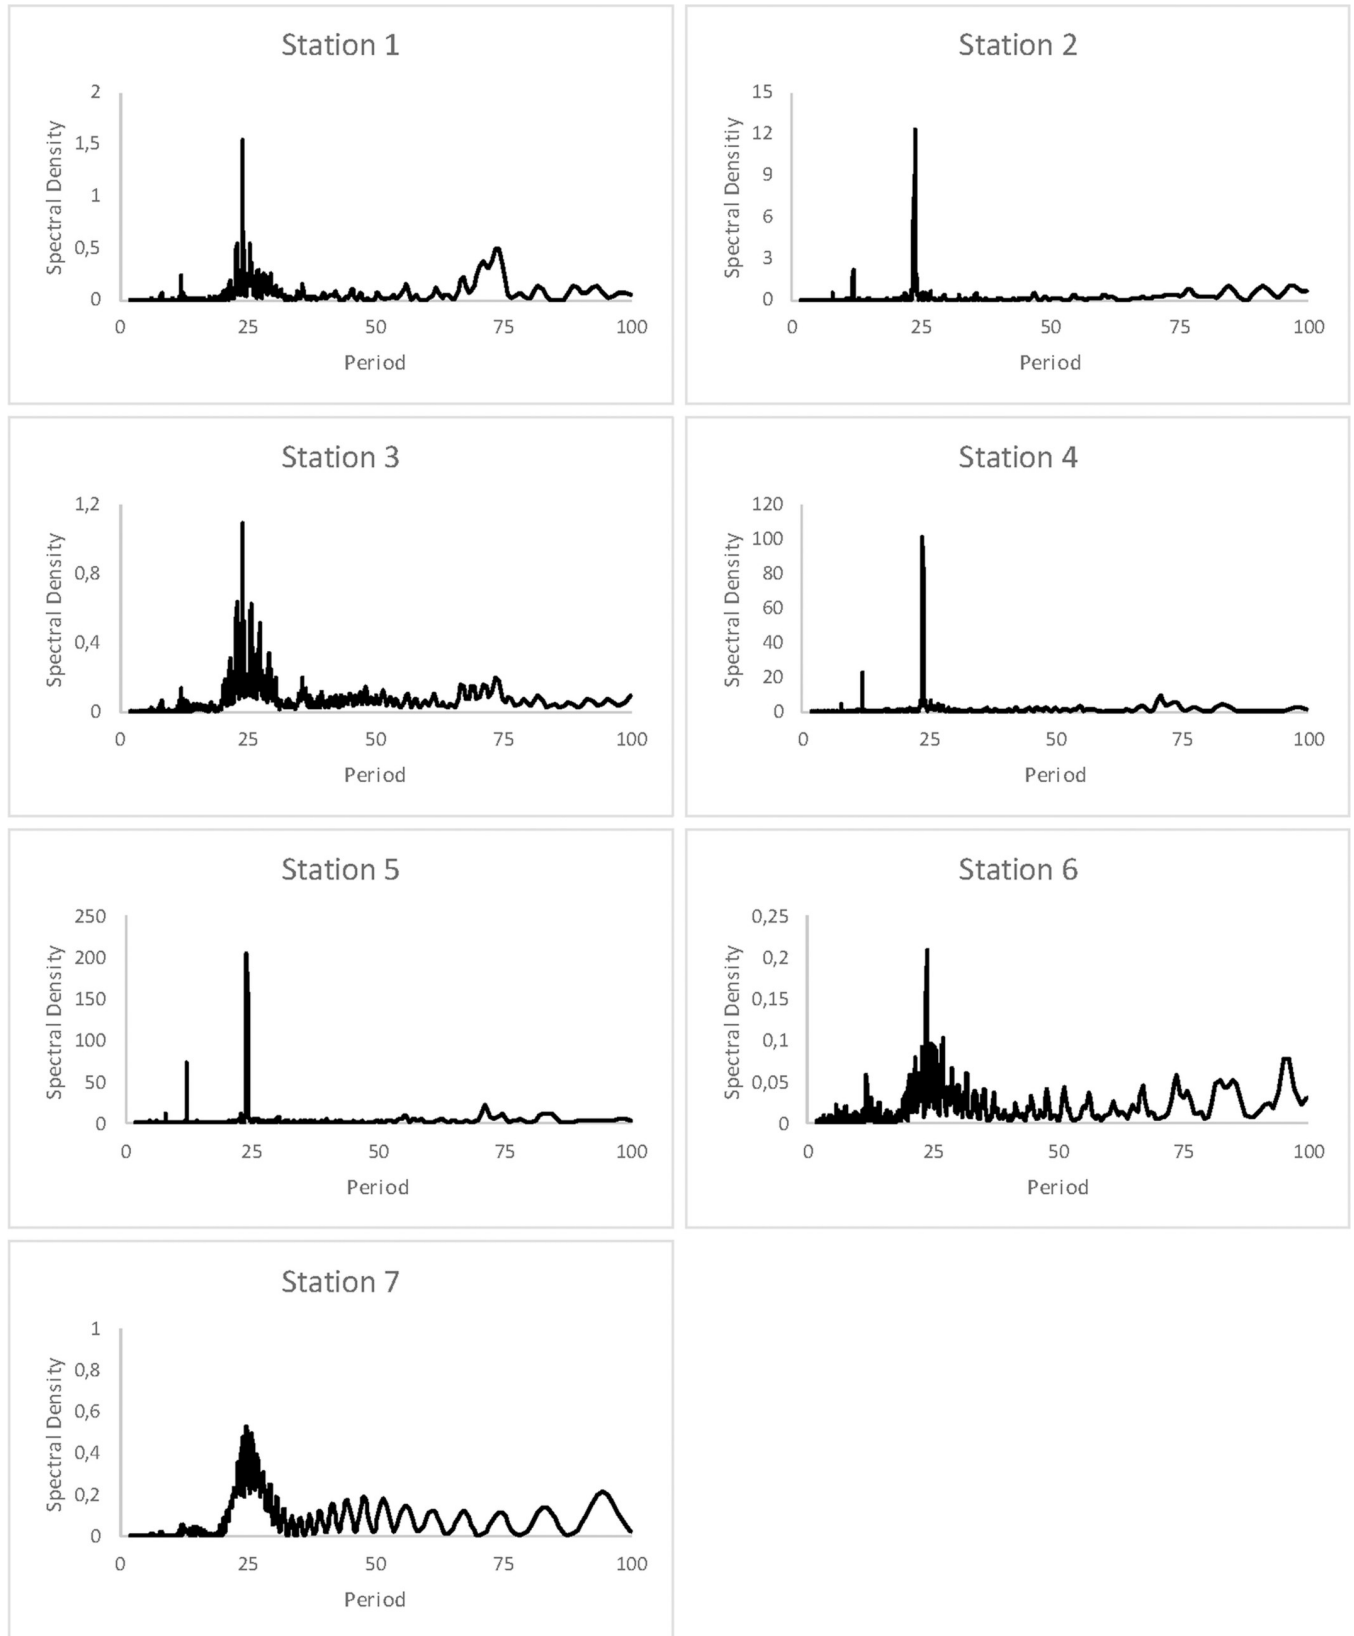 Station 1
Spectral Density
2
1,5
1
0,5
0
0 25 50 75 100
Period
Station 2
Spectral Densitiy
15
12
9
6
3
0
0 25 50 75 100
Period
Station 3
Spectral Density
1,2
0,8
0,4
0
0 25 50 75 100
Period
Station 4
Spectral Density
120
100
80
60
40
20
0
0 25 50 75 100
Period
Station 5
Spectral Density
250
200
150
100
50
0
0 25 50 75 100
Period
Station 6
Spectral Density
0,25
0,2
0,15
0,1
0,05
0
0 25 50 75 100
Period
Station 7
Spectral Density
1
0,8
0,6
0,4
0,2
0
0 25 50 75 100
Period